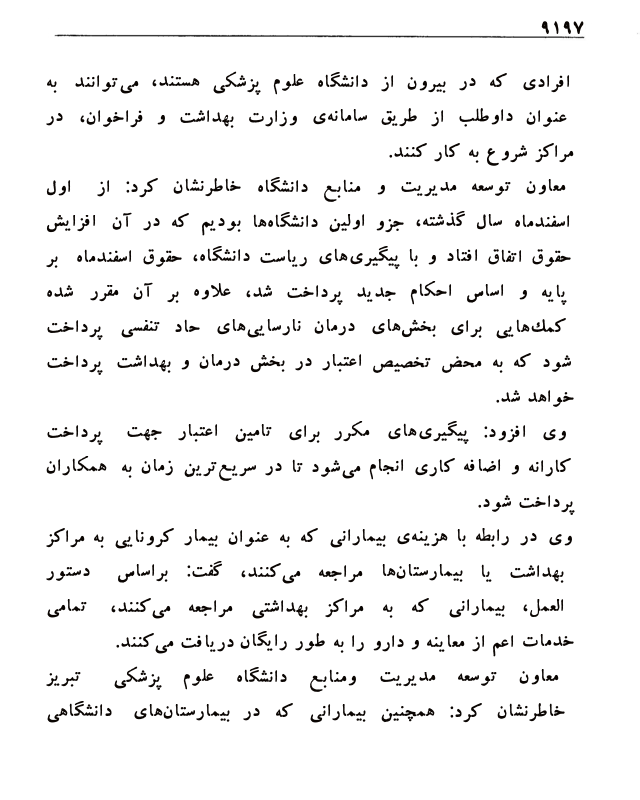 ۹۱۹۷
افرادی که در بیرون از دانشگاه علوم پزشکی هستند، می‌توانند به
عنوان داوطلب از طریق سامانه‌ی وزارت بهداشت و فراخوان، در
مراکز شروع به کار کنند.
معاون توسعه مدیریت و منابع دانشگاه خاطرنشان کرد: از اول
اسفندماه سال گذشته، جزو اولین دانشگاه‌ها بودیم که در آن افزایش
حقوق اتفاق افتاد و با پیگیری‌های ریاست دانشگاه، حقوق اسفندماه بر
پایه و اساس احکام جدید پرداخت شد، علاوه بر آن مقرر شده
کمك‌هایی برای بخش‌های درمان نارسایی‌های حاد تنفسی پرداخت
شود که به محض تخصیص اعتبار در بخش درمان و بهداشت پرداخت
خواهد شد.
وی افزود: پیگیری‌های مکرر برای تامین اعتبار جهت پرداخت
کارانه و اضافه کاری انجام می‌شود تا در سریع‌ترین زمان به همکاران
پرداخت شود.
وی در رابطه با هزینه‌ی بیمارانی که به عنوان بیمار کرونایی به مراکز
بهداشت یا بیمارستان‌ها مراجعه می‌کنند، گفت: براساس دستور
العمل، بیمارانی که به مراکز بهداشتی مراجعه می‌کنند، تمامی
خدمات اعم از معاینه و دارو را به طور رایگان دریافت می‌کنند.
معاون توسعه مدیریت ومنابع دانشگاه علوم پزشکی تبریز
خاطرنشان کرد: همچنین بیمارانی که در بیمارستان‌های دانشگاهی